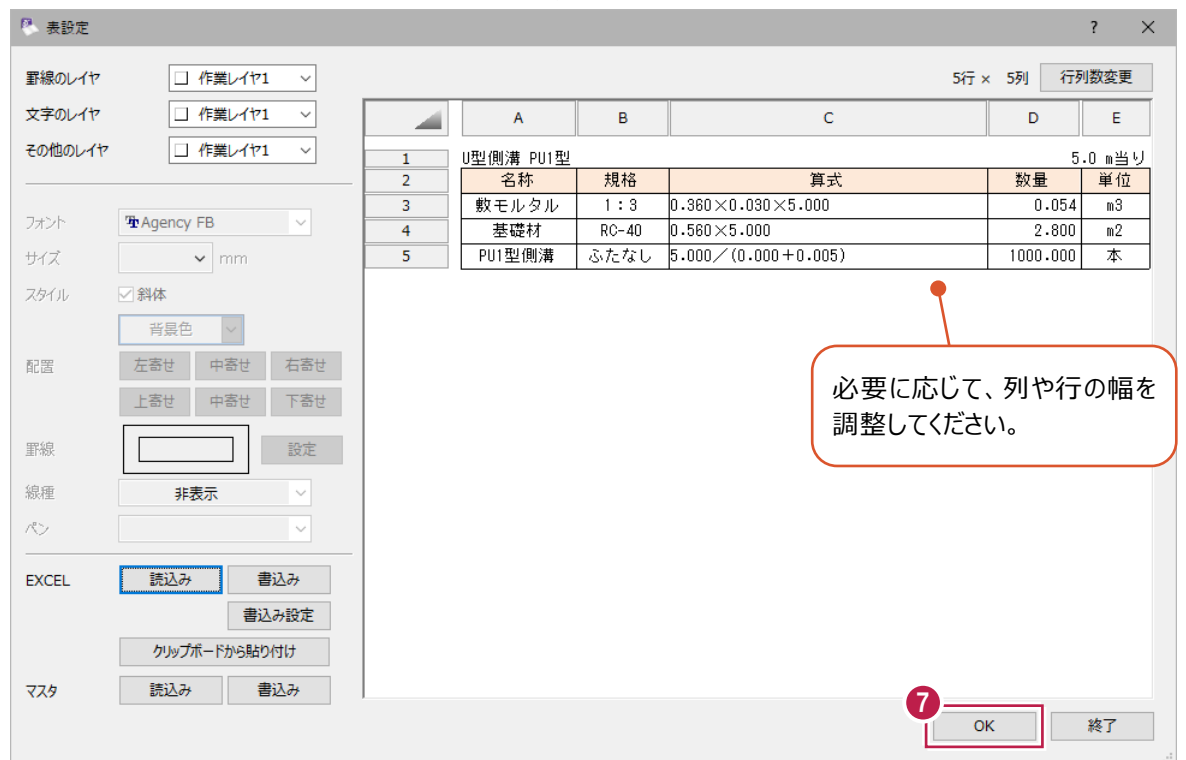 表設定
? ×
罫線のレイヤ 作業レイヤ1
文字のレイヤ 作業レイヤ1
その他のレイヤ 作業レイヤ1
フォント Agency FB
サイズ mm
スタイル 斜体
背景色
配置 左寄せ 中寄せ 右寄せ
上寄せ 中寄せ 下寄せ
罫線 設定
線種 非表示
ペン
EXCEL 読込み 書込み
書込み設定
クリップボードから貼り付け
マスタ 読込み 書込み
5行 × 5列 行列数変更
A B C D E
1 U型側溝 PU1型 5.0 m当り
2 名称 規格 算式 数量 単位
3 敷モルタル 1:3 0.360×0.030×5.000 0.054 m3
4 基礎材 RC-40 0.560×5.000 2.800 m2
5 PU1型側溝 ふたなし 5.000/(0.000+0.005) 1000.000 本
必要に応じて、列や行の幅を
調整してください。
7
OK 終了